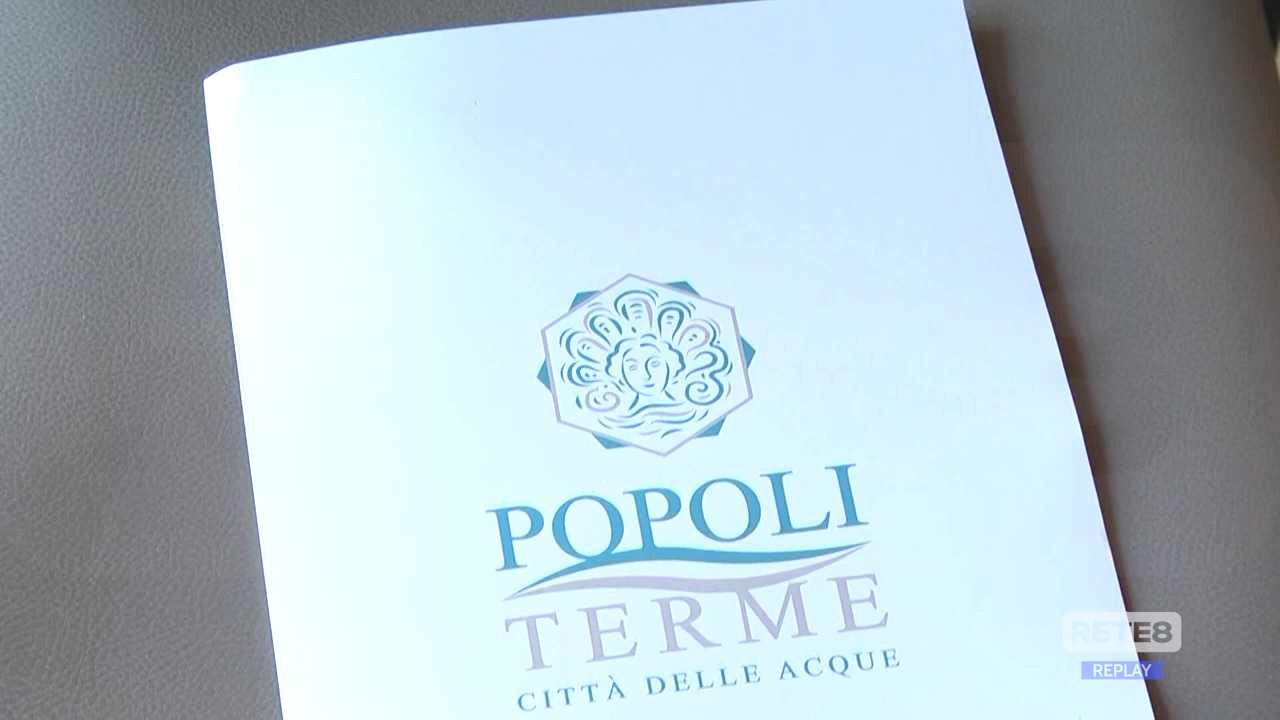 POPOLI
TERME
CITTÀ DELLE ACQUE
RETE8
REPLAY